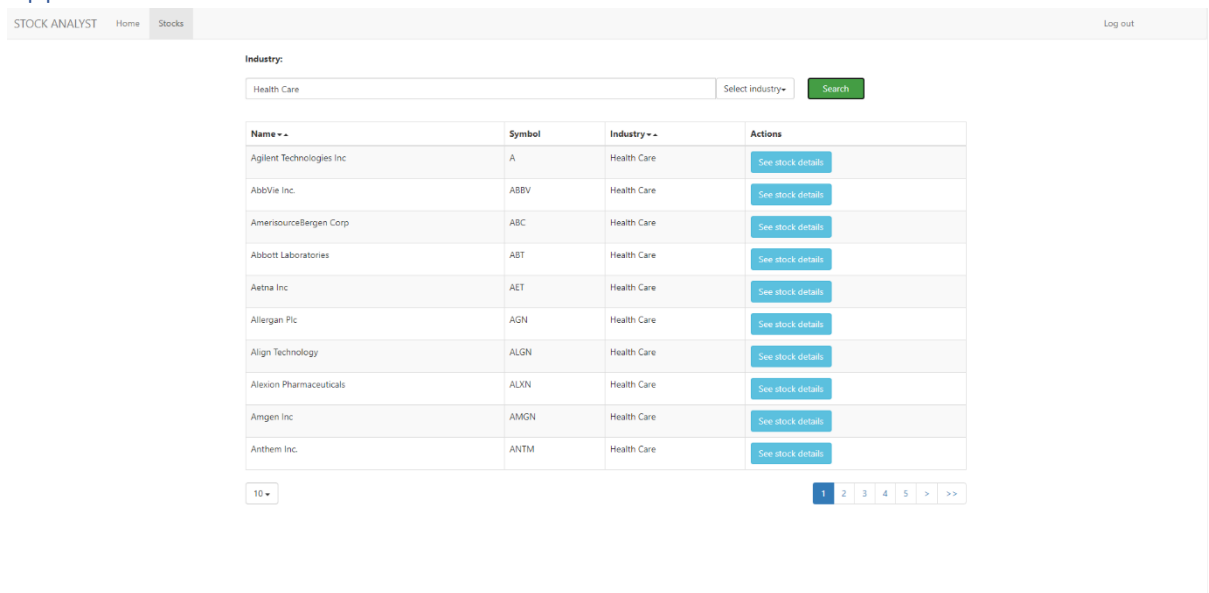 STOCK ANALYST Home Stocks Log out
Industry:
Health Care Select industry Search
Name Symbol Industry Actions
Agilent Technologies Inc A Health Care See stock details
AbbVie Inc. ABBV Health Care See stock details
AmerisourceBergen Corp ABC Health Care See stock details
Abbott Laboratories ABT Health Care See stock details
Aetna Inc AET Health Care See stock details
Allergan Plc AGN Health Care See stock details
Align Technology ALGN Health Care See stock details
Alexion Pharmaceuticals ALXN Health Care See stock details
Amgen Inc AMGN Health Care See stock details
Anthem Inc. ANTM Health Care See stock details
10 1 2 3 4 5 > >>